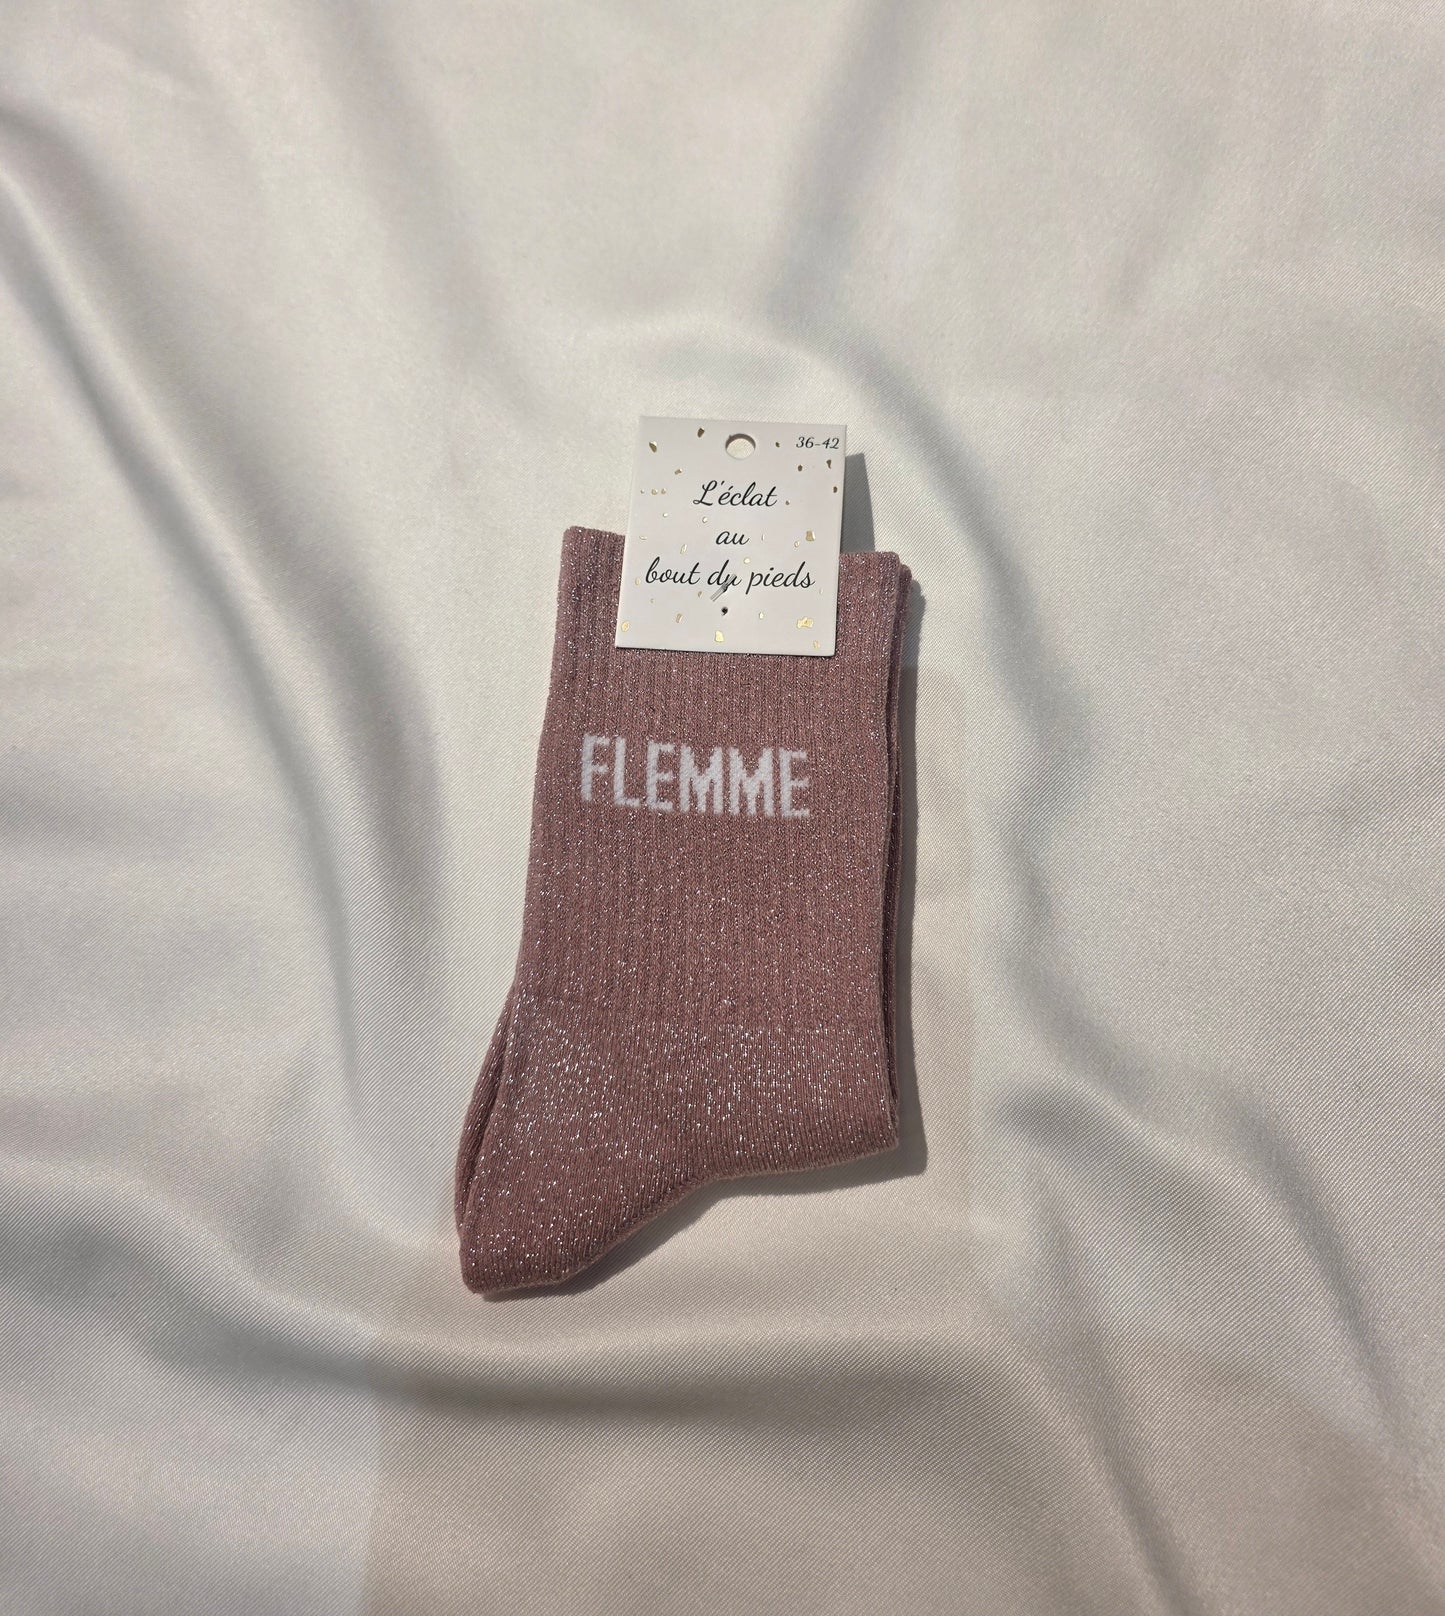 36-42
L'éclat
au
bout du pieds
FLEMME